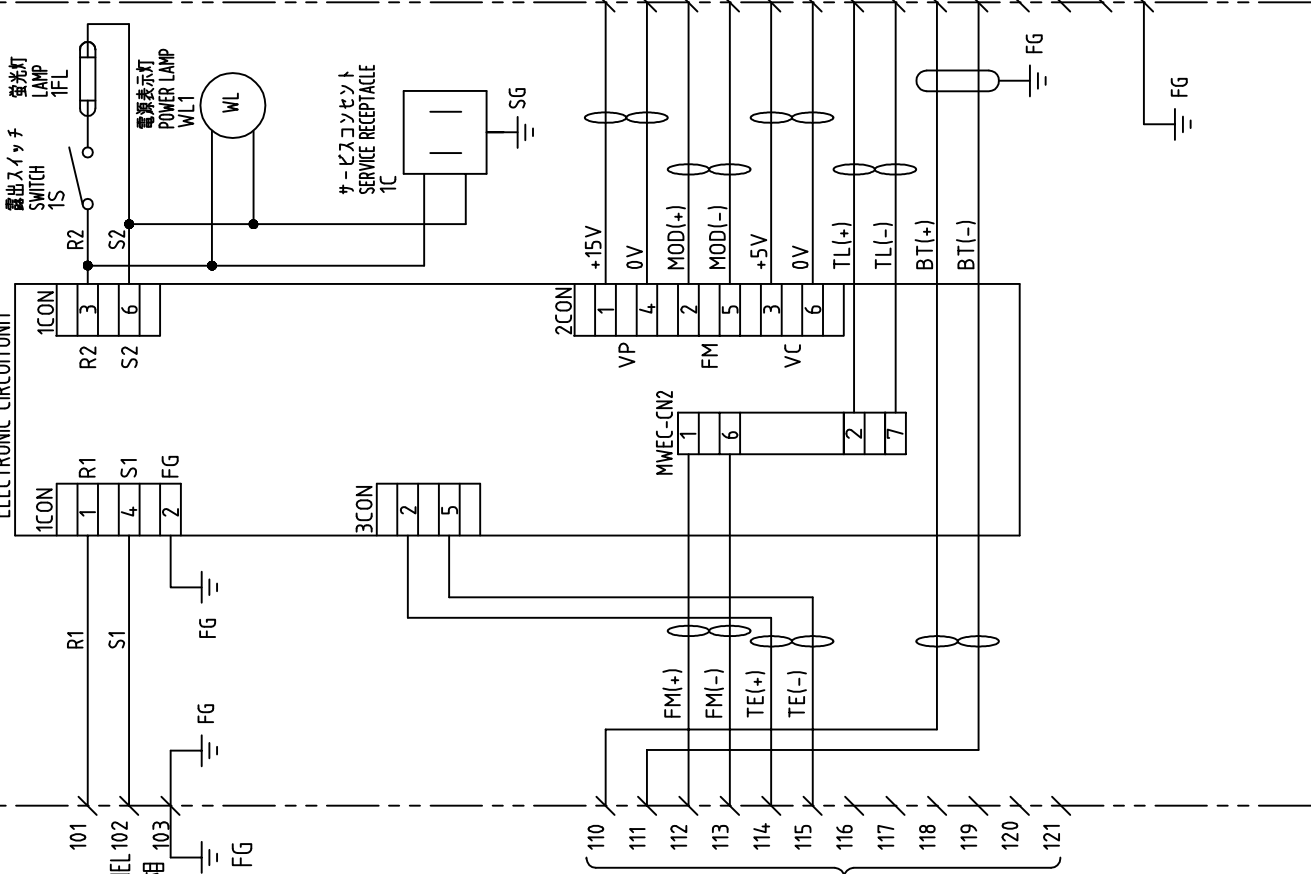 蛍光灯
LAMP
1FL
電源表示灯
POWER LAMP
WL1
WL
サービスコンセント
SERVICE RECEPTACLE
1C
SG
FG
FG
露出スイッチ
SWITCH
1S
R2
S2
+15V
0V
MOD(+)
MOD(-)
+5V
0V
TL(+)
TL(-)
BT(+)
BT(-)
ELECTRONIC CIRCUITUNIT
1CON
3
6
R2
S2
2CON
1
4
2
5
3
6
VP
FM
VC
MWEC-CN2
1
6
2
7
1CON
R1
S1
FG
1
4
2
3CON
2
5
FG
R1
S1
FG
FM(+)
FM(-)
TE(+)
TE(-)
101
102
103
FG
110
111
112
113
114
115
116
117
118
119
120
121